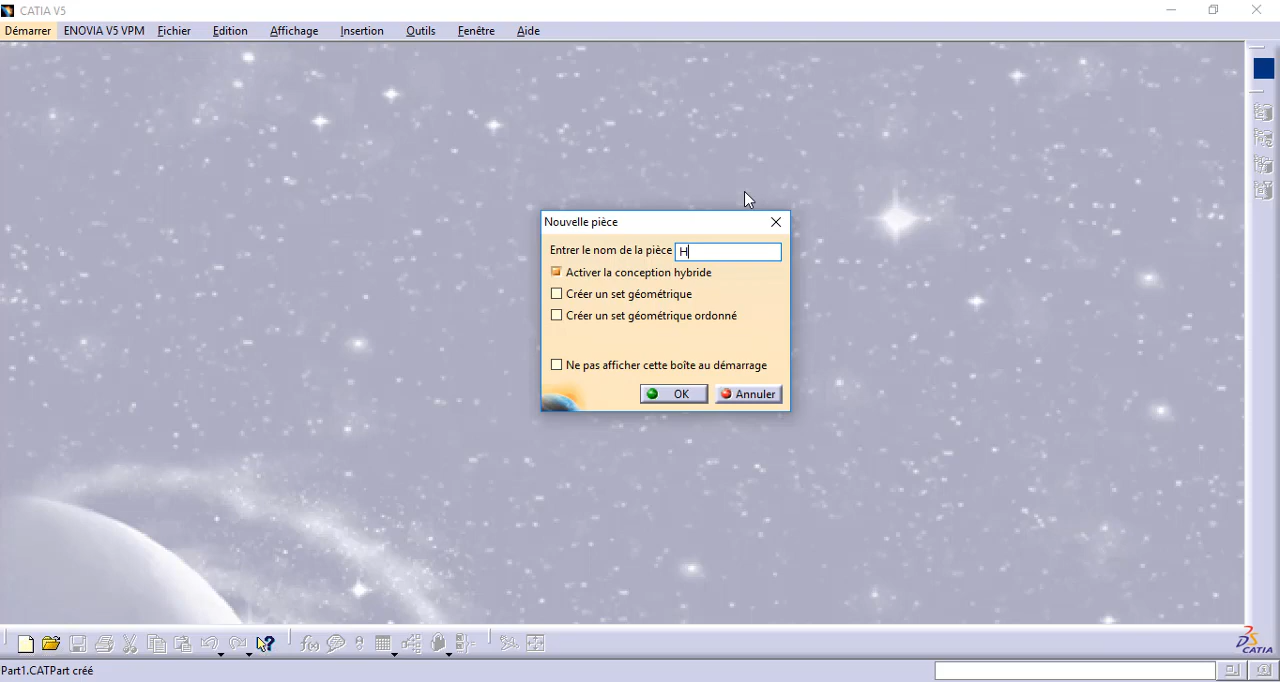 CATIA V5
Démarrer ENOVIA V5 VPM Fichier Edition Affichage Insertion Outils Fenêtre Aide
Nouvelle pièce
Entrer le nom de la pièce H
Activer la conception hybride
Créer un set géométrique
Créer un set géométrique ordonné
Ne pas afficher cette boîte au démarrage
OK Annuler
CATIA
Part1.CATPart créé